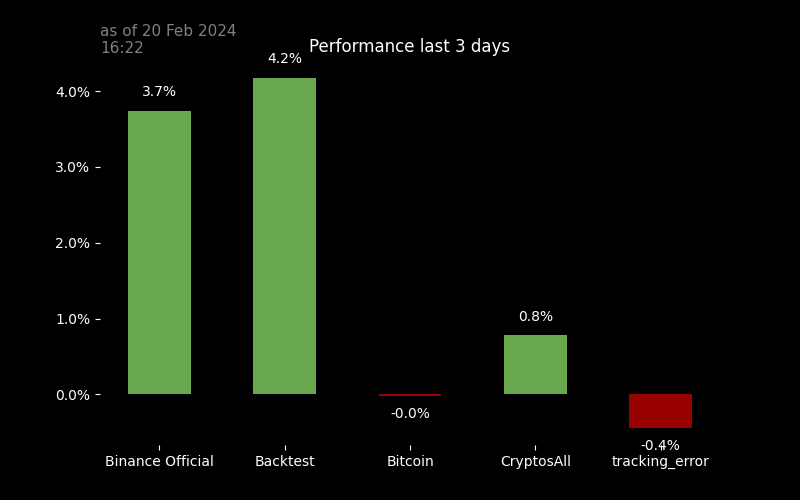 as of 20 Feb 2024
16:22
Performance last 3 days
4.2%
3.7%
4.0%
3.0%
2.0%
1.0%
0.8%
0.0%
-0.0%
-0.4%
Binance Official
Backtest
Bitcoin
CryptosAll
tracking_error